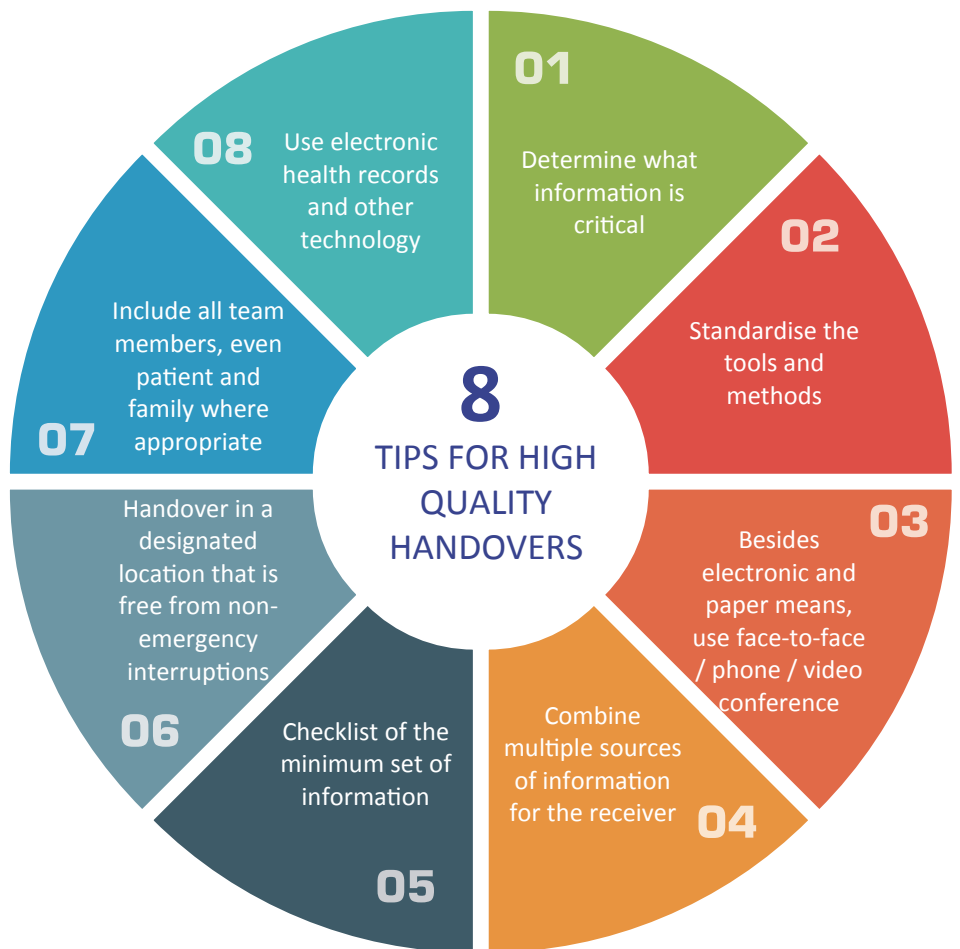 8
TIPS FOR HIGH
QUALITY
HANDOVERS
01
Determine what
information is
critical
02
Standardise the
tools and
methods
03
Besides
electronic and
paper means,
use face-to-face
/ phone / video
conference
04
Combine
multiple sources
of information
for the receiver
05
Checklist of the
minimum set of
information
06
Handover in a
designated
location that is
free from non-
emergency
interruptions
07
Include all team
members, even
patient and
family where
appropriate
08
Use electronic
health records
and other
technology